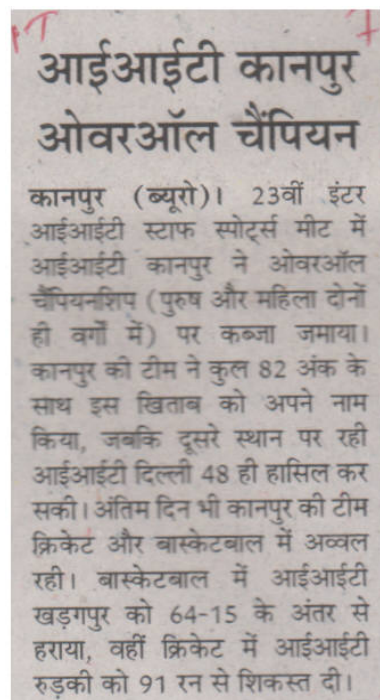 आईआईटी कानपुर
ओवरऑल चैंपियन
कानपुर (ब्यूरो)। 23वीं इंटर
आईआईटी स्टाफ स्पोर्ट्स मीट में
आईआईटी कानपुर ने ओवरऑल
चैंपियनशिप (पुरुष और महिला दोनों
ही वर्गों में) पर कब्जा जमाया।
कानपुर की टीम ने कुल 82 अंक के
साथ इस खिताब को अपने नाम
किया, जबकि दूसरे स्थान पर रही
आईआईटी दिल्ली 48 ही हासिल कर
सकी। अंतिम दिन भी कानपुर की टीम
क्रिकेट और बास्केटबाल में अव्वल
रही। बास्केटबाल में आईआईटी
खड़गपुर को 64-15 के अंतर से
हराया, वहीं क्रिकेट में आईआईटी
रुड़की को 91 रन से शिकस्त दी।